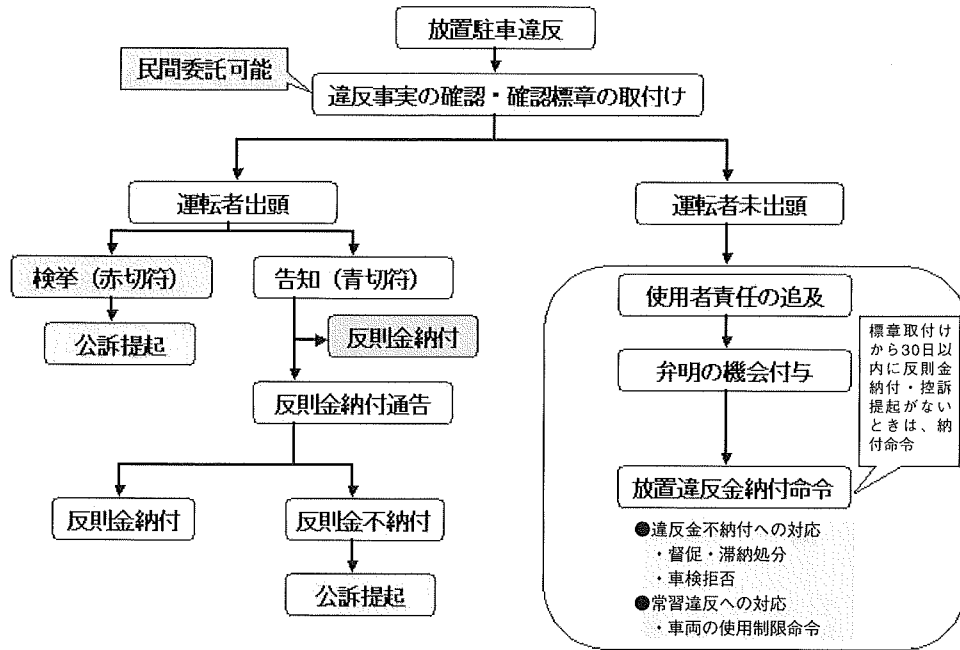 放置駐車違反
民間委託可能
違反事実の確認・確認標章の取付け
運転者出頭
運転者未出頭
検挙（赤切符）
告知（青切符）
使用者責任の追及
公訴提起
反則金納付
弁明の機会付与
標章取付け
から30日以
内に反則金
納付・控訴
提起がない
ときは、納
付命令
反則金納付通告
放置違反金納付命令
反則金納付
反則金不納付
●違反金不納付への対応
・督促・滞納処分
・車検拒否
●常習違反への対応
・車両の使用制限命令
公訴提起